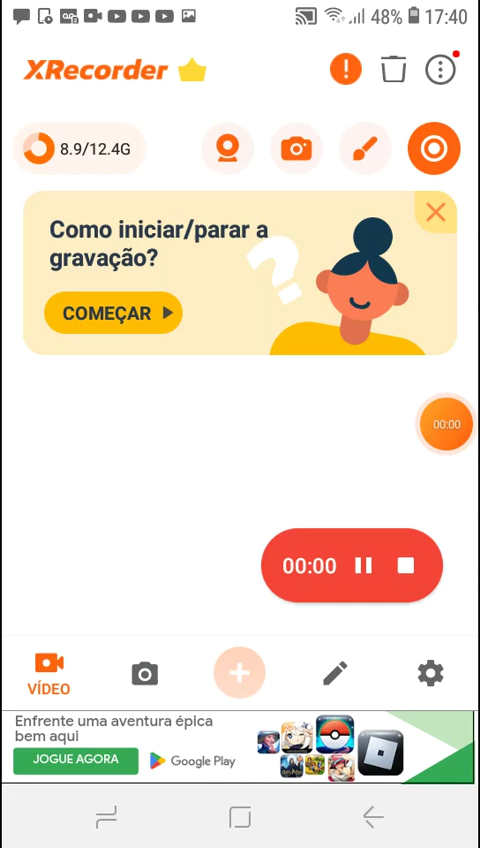 48% 17:40
XRecorder
8.9/12.4G
Como iniciar/parar a
gravação?
COMEÇAR
00:00
00:00
VÍDEO
Enfrente uma aventura épica
bem aqui
JOGUE AGORA
Google Play